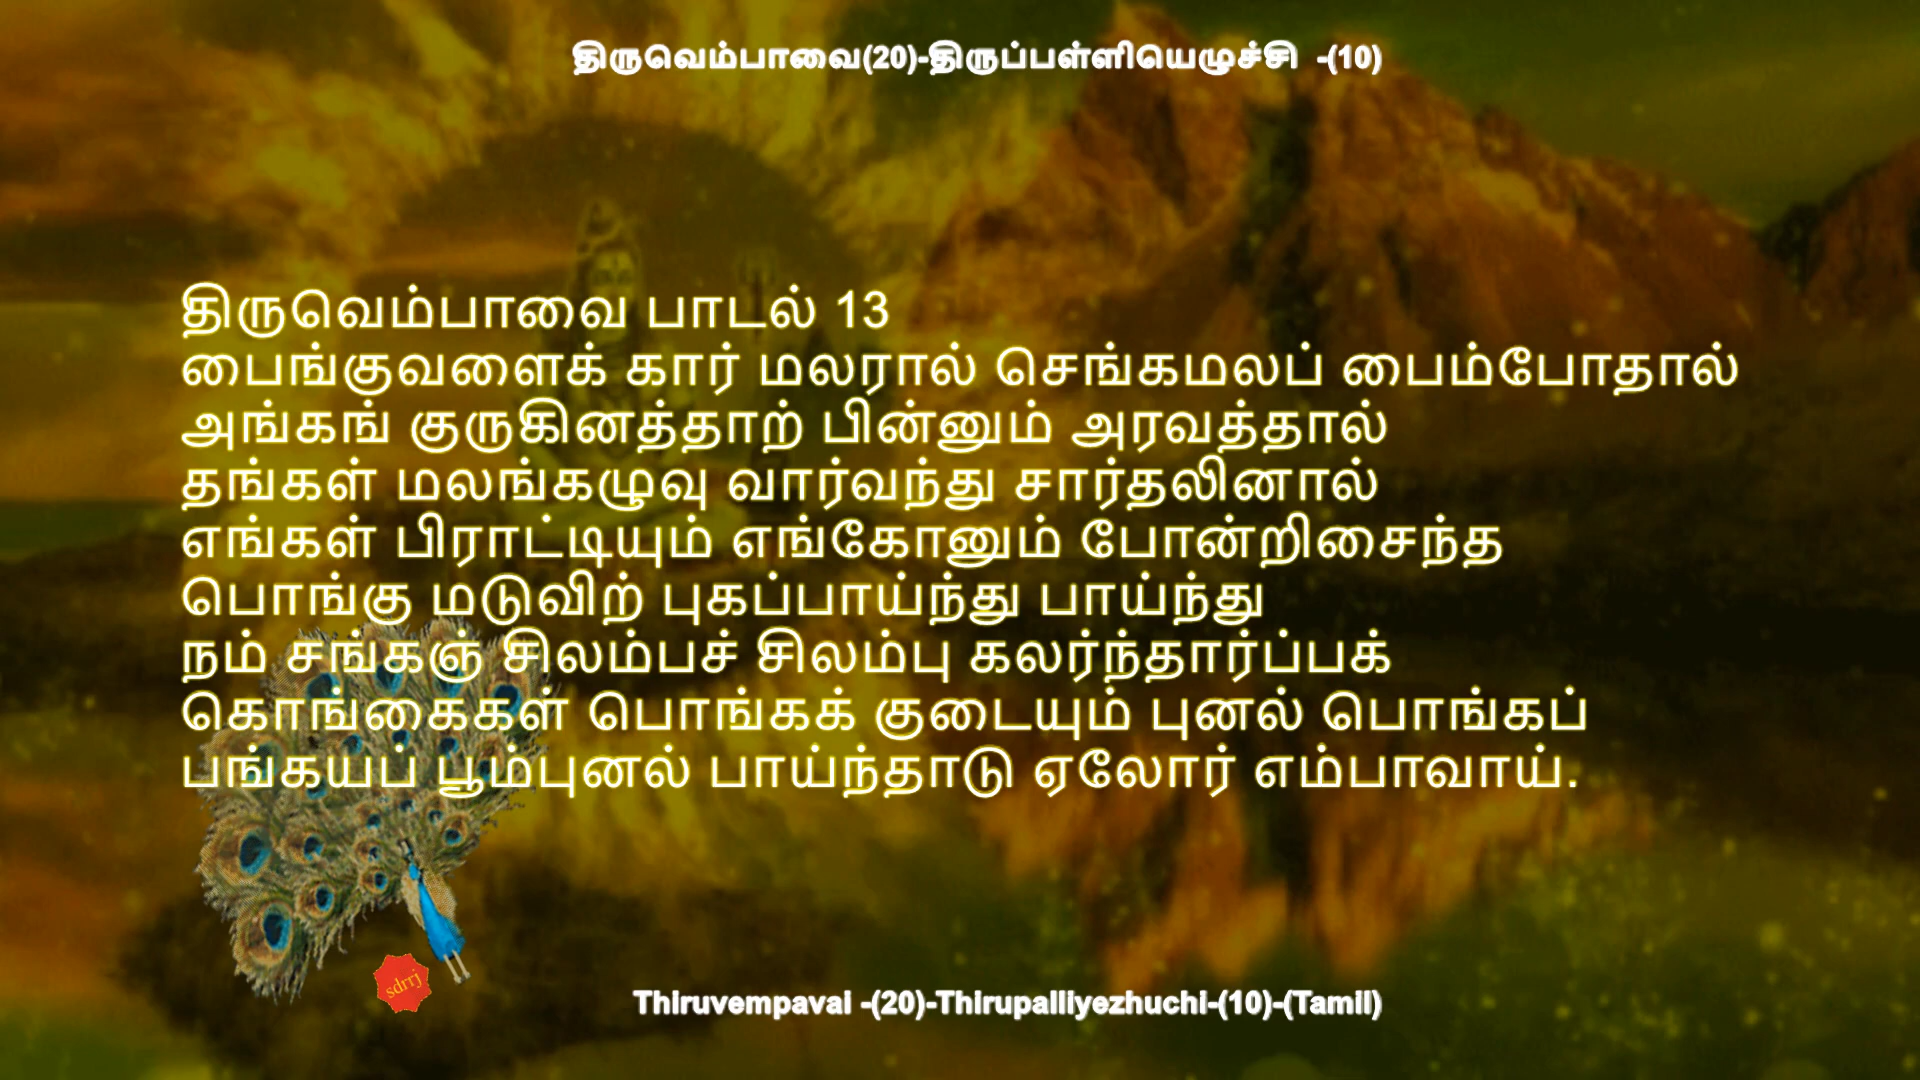 திருவெம்பாவை(20)-திருப்பள்ளியெழுச்சி -(10)
திருவெம்பாவை பாடல் 13
பைங்குவளைக் கார் மலரால் செங்கமலப் பைம்போதால்
அங்கங் குருகினத்தாற் பின்னும் அரவத்தால்
தங்கள் மலங்கழுவு வார்வந்து சார்தலினால்
எங்கள் பிராட்டியும் எங்கோனும் போன்றிசைந்த
பொங்கு மடுவிற் புகப்பாய்ந்து பாய்ந்து
நம் சங்கஞ் சிலம்பச் சிலம்பு கலர்ந்தார்ப்பக்
கொங்கைகள் பொங்கக் குடையும் புனல் பொங்கப்
பங்கயப் பூம்புனல் பாய்ந்தாடு ஏலோர் எம்பாவாய்.
sdrrj
Thiruvempavai -(20)-Thirupalliyezhuchi-(10)-(Tamil)